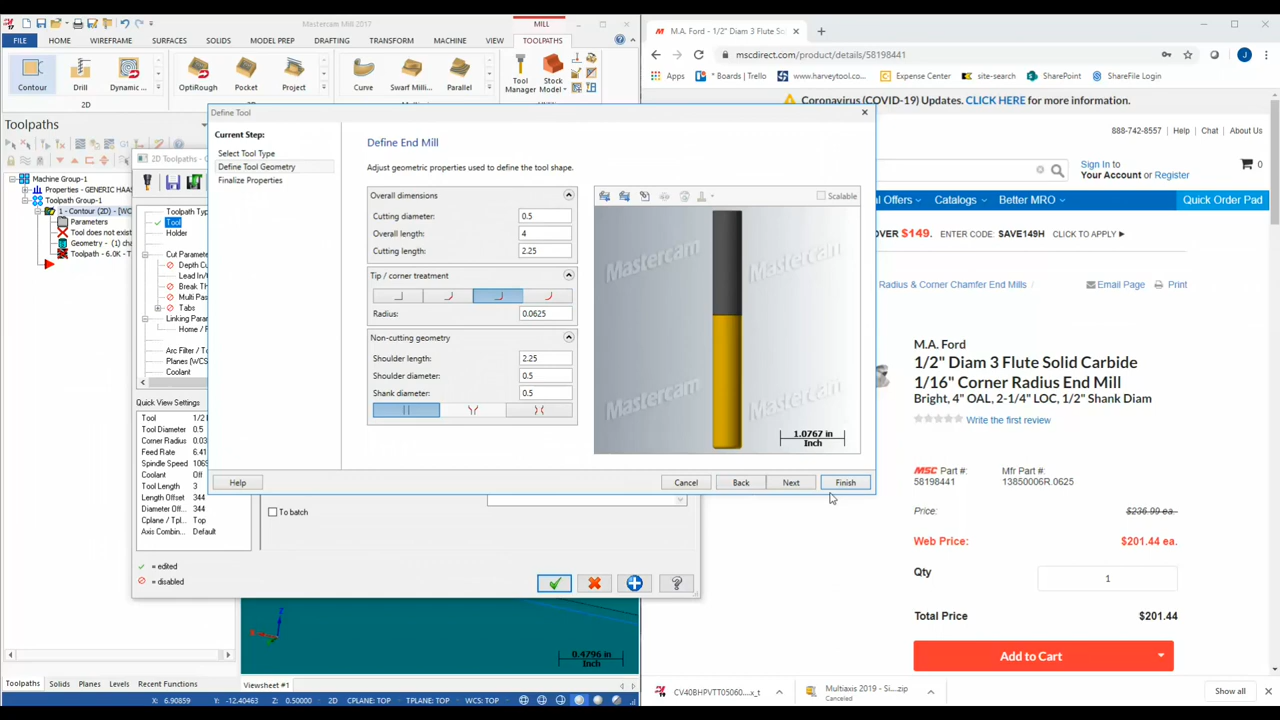 Mastercam Mill 2017
MILL
FILE HOME WIREFRAME SURFACES SOLIDS MODEL PREP DRAFTING TRANSFORM MACHINE VIEW TOOLPATHS
Contour Drill Dynamic ... OptiRough Pocket Project Curve Swarf Milli... Parallel Tool Manager Stock Model
2D
Toolpaths
Machine Group-1
Properties - GENERIC HAAS
Toolpath Group-1
1 - Contour (2D) - [WC
Parameters
Tool does not exist
Geometry - (1) cha
Toolpath - 6.0K - T
2D Toolpaths - C
Toolpath Type
Tool
Holder
Cut Parameters
Depth Cu
Lead In/
Break Th
Multi Pas
Tabs
Linking Param
Home / R
Arc Filter / To
Planes (WCS
Coolant
Quick View Settings
Tool 1/2 I
Tool Diameter 0.5
Corner Radius 0.03
Feed Rate 6.41
Spindle Speed 1069
Coolant Off
Tool Length 3
Length Offset 344
Diameter Off... 344
Cplane / Tpl... Top
Axis Combin... Default
✓ = edited
= disabled
To batch
Define Tool
Current Step:
Select Tool Type
Define Tool Geometry
Finalize Properties
Define End Mill
Adjust geometric properties used to define the tool shape.
Overall dimensions
Cutting diameter: 0.5
Overall length: 4
Cutting length: 2.25
Tip / corner treatment
Radius: 0.0625
Non-cutting geometry
Shoulder length: 2.25
Shoulder diameter: 0.5
Shank diameter: 0.5
Scalable
Mastercam Mastercam
Mastercam Mastercam
1.0767 in
Inch
Help Cancel Back Next Finish
0.4796 in
Inch
Toolpaths Solids Planes Levels Recent Functions
Viewsheet #1
X: 6.90859 Y: -12.40463 Z: 0.50000 2D CPLANE: TOP TPLANE: TOP WCS: TOP
M.A. Ford - 1/2" Diam 3 Flute So
mscdirect.com/product/details/58198441
J
Apps * Boards | Trello www.harveytool.co... Expense Center site-search SharePoint ShareFile Login
Coronavirus (COVID-19) Updates. CLICK HERE for more information.
888-742-8557 | Help | Chat | About Us
Sign In to
Your Account or Register
0
al Offers Catalogs Better MRO Quick Order Pad
OVER $149. ENTER CODE: SAVE149H CLICK TO APPLY
Radius & Corner Chamfer End Mills / Email Page | Print
M.A. Ford
1/2" Diam 3 Flute Solid Carbide
1/16" Corner Radius End Mill
Bright, 4" OAL, 2-1/4" LOC, 1/2" Shank Diam
Write the first review
MSC Part #: Mfr Part #:
58198441 13850006R.0625
Price: $236.99 ea.
Web Price: $201.44 ea.
Qty 1
Total Price $201.44
Add to Cart
CV40BHPVTT05060....x_t
Multiaxis 2019 - Si....zip
Canceled
Show all